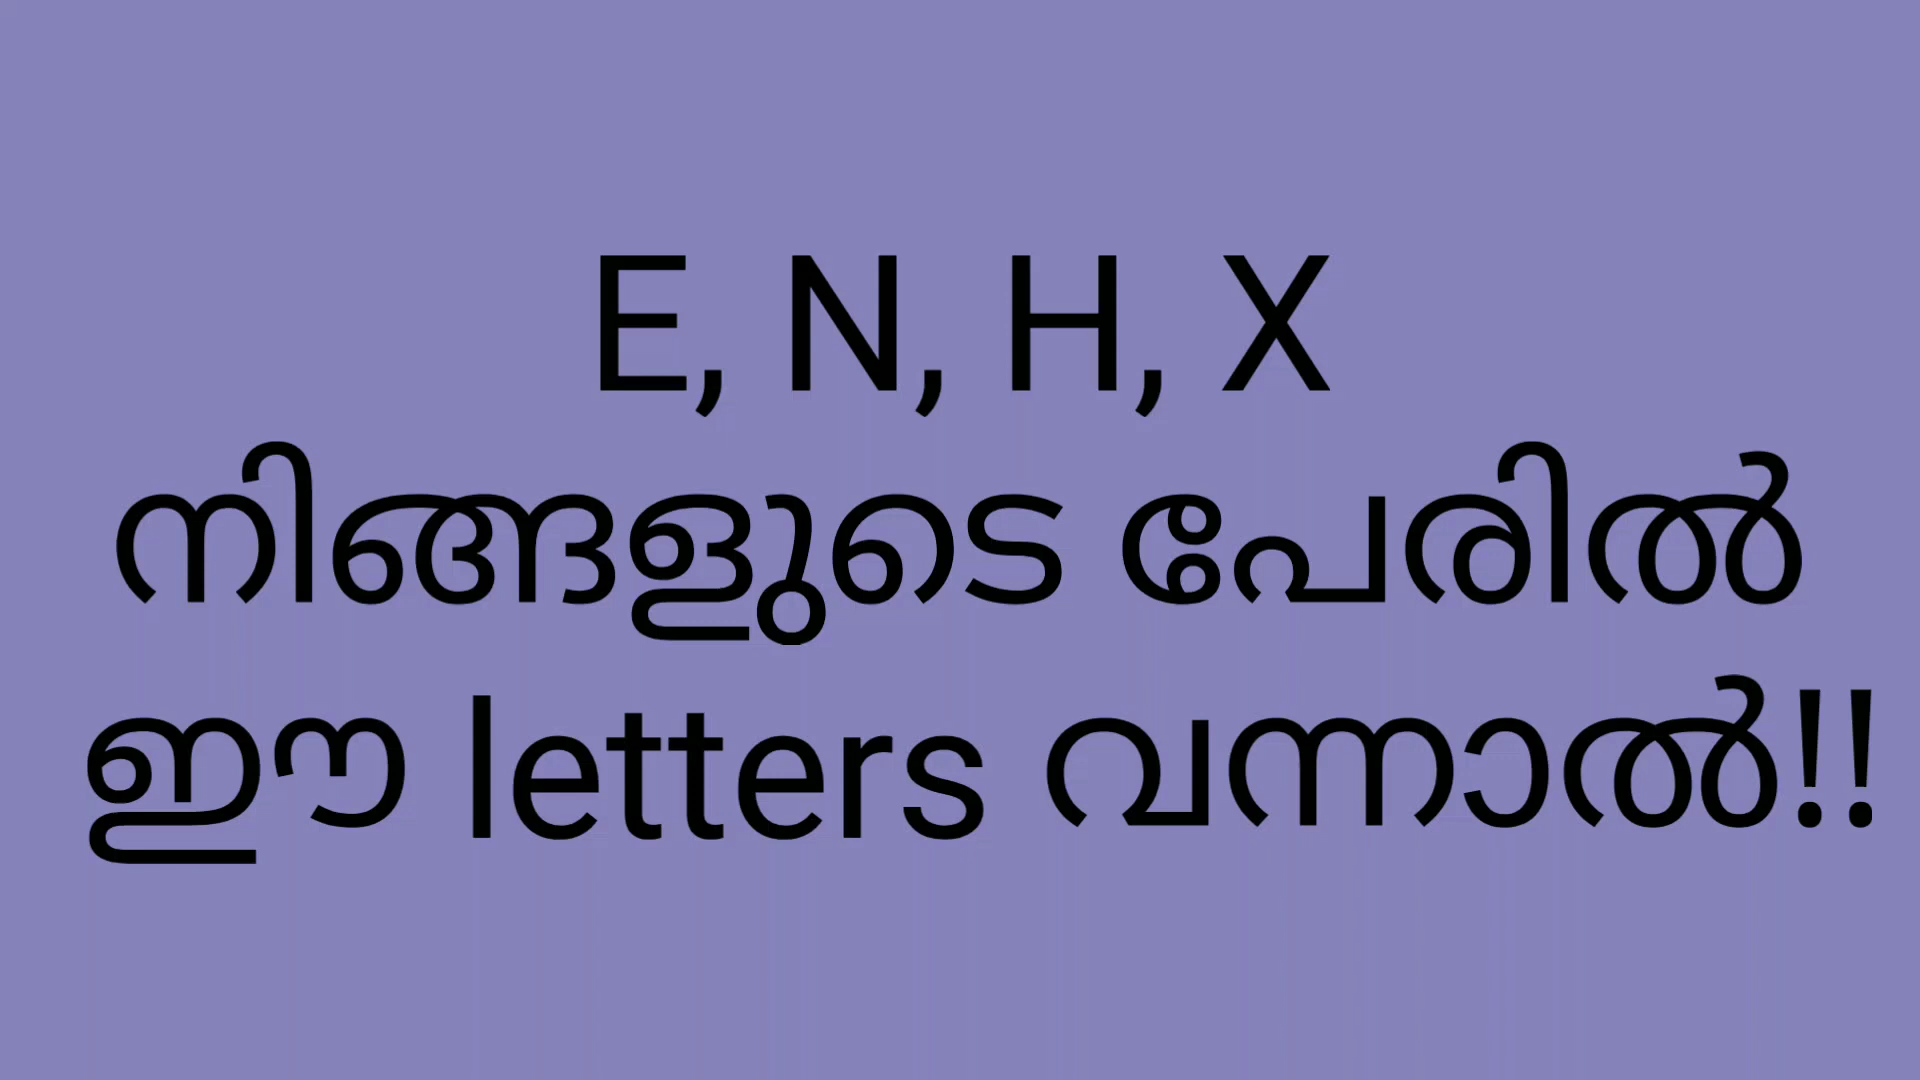 E, N, H, X
നിങ്ങളുടെ പേരിൽ
ഈ letters വന്നാൽ!!